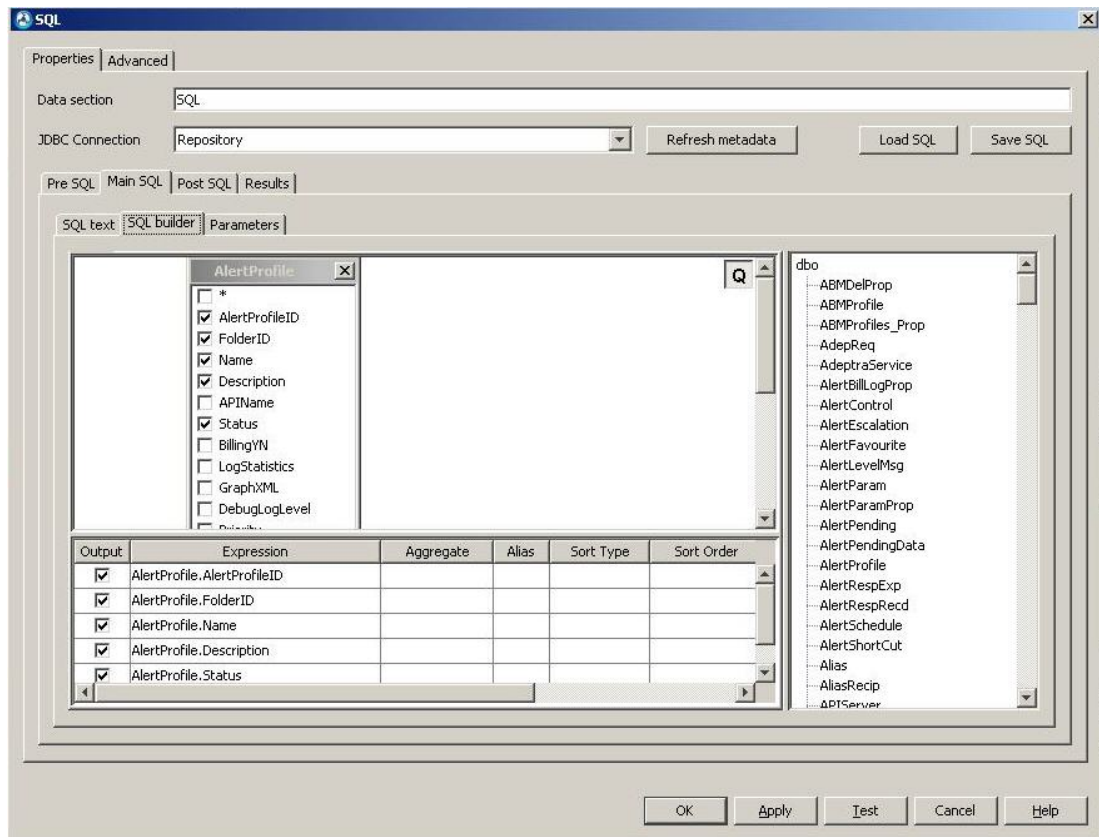 SQL
Properties Advanced
Data section SQL
JDBC Connection Repository Refresh metadata Load SQL Save SQL
Pre SQL Main SQL Post SQL Results
SQL text SQL builder Parameters
AlertProfile
Q
*
AlertProfileID
FolderID
Name
Description
APIName
Status
BillingYN
LogStatistics
GraphXML
DebugLogLevel
Priority
Output Expression Aggregate Alias Sort Type Sort Order
AlertProfile.AlertProfileID
AlertProfile.FolderID
AlertProfile.Name
AlertProfile.Description
AlertProfile.Status
dbo
ABMDelProp
ABMProfile
ABMProfiles_Prop
AdepReq
AdeptraService
AlertBillLogProp
AlertControl
AlertEscalation
AlertFavourite
AlertLevelMsg
AlertParam
AlertParamProp
AlertPending
AlertPendingData
AlertProfile
AlertRespExp
AlertRespRecd
AlertSchedule
AlertShortCut
Alias
AliasRecip
APIServer
OK Apply Test Cancel Help